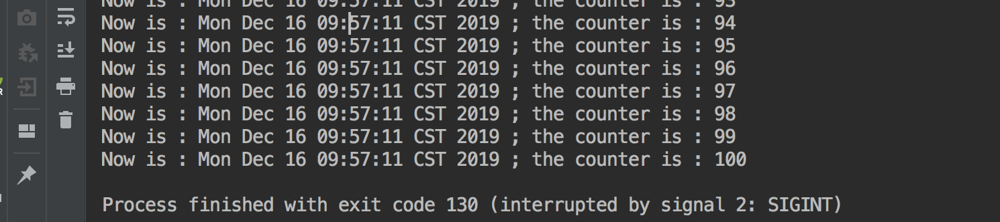 Now is : Mon Dec 16 09:57:11 CST 2019 ; the counter is : 93
Now is : Mon Dec 16 09:57:11 CST 2019 ; the counter is : 94
Now is : Mon Dec 16 09:57:11 CST 2019 ; the counter is : 95
Now is : Mon Dec 16 09:57:11 CST 2019 ; the counter is : 96
Now is : Mon Dec 16 09:57:11 CST 2019 ; the counter is : 97
Now is : Mon Dec 16 09:57:11 CST 2019 ; the counter is : 98
Now is : Mon Dec 16 09:57:11 CST 2019 ; the counter is : 99
Now is : Mon Dec 16 09:57:11 CST 2019 ; the counter is : 100
Process finished with exit code 130 (interrupted by signal 2: SIGINT)